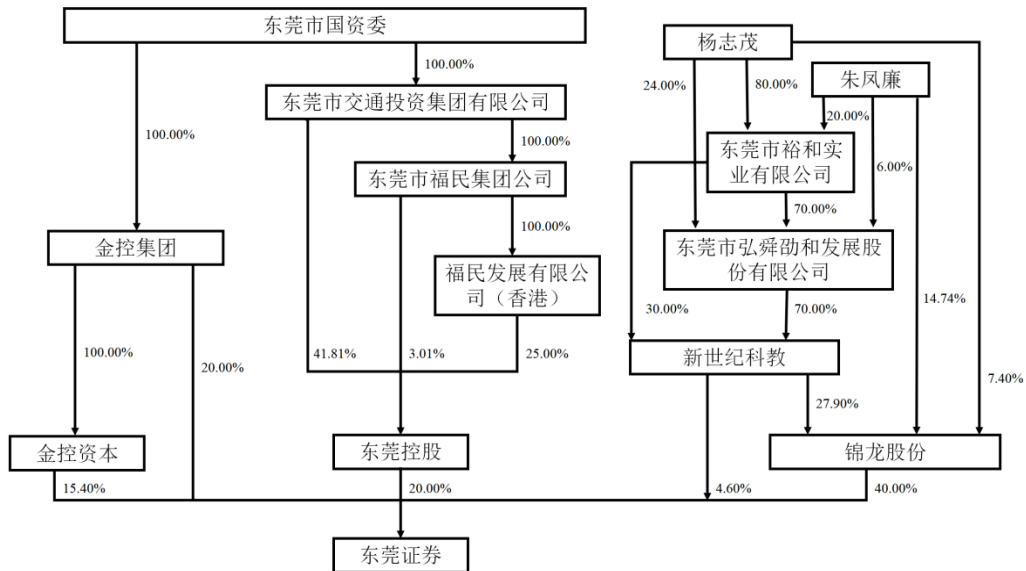 东莞市国资委
杨志茂
100.00%
24.00%
80.00%
朱凤廉
东莞市交通投资集团有限公司
20.00%
100.00%
100.00%
东莞市裕和实
业有限公司
6.00%
东莞市福民集团公司
70.00%
100.00%
金控集团
东莞市弘舜劭和发展股
份有限公司
福民发展有限公
司（香港）
30.00%
70.00%
14.74%
100.00%
20.00%
41.81%
3.01%
25.00%
新世纪科教
7.40%
27.90%
金控资本
东莞控股
锦龙股份
15.40%
20.00%
4.60%
40.00%
东莞证券